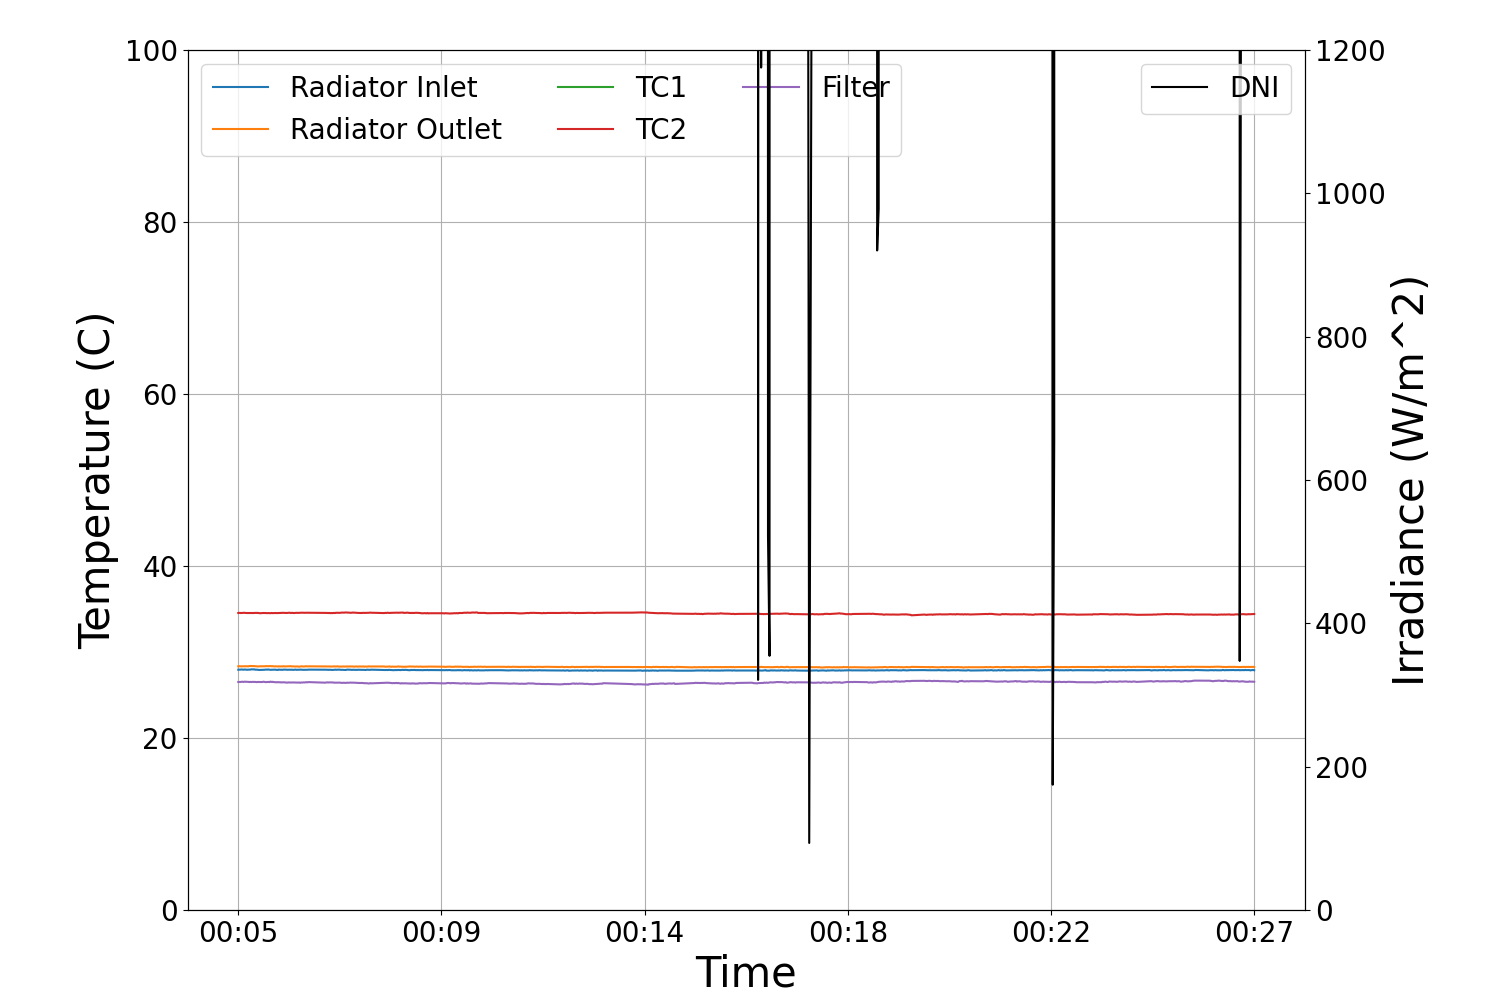 100
80
60
40
20
0
Temperature (C)
Radiator Inlet
Radiator Outlet
TC1
TC2
Filter
DNI
1200
1000
800
600
400
200
0
Irradiance (W/m^2)
00:05 00:09 00:14 00:18 00:22 00:27
Time